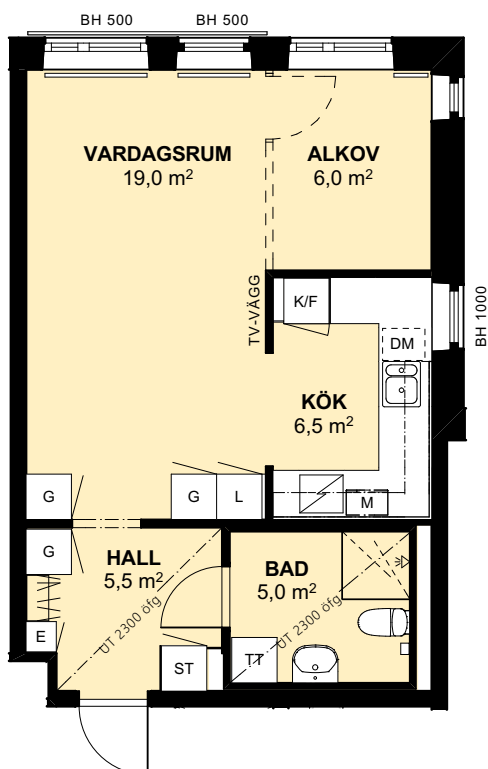 BH 500
BH 500
VARDAGSRUM
19,0 m²
ALKOV
6,0 m²
TV-VÄGG
K/F
BH 1000
DM
KÖK
6,5 m²
G
G
L
M
G
HALL
5,5 m²
BAD
5,0 m²
UT 2300 öfg
UT 2300 öfg
E
ST
TT